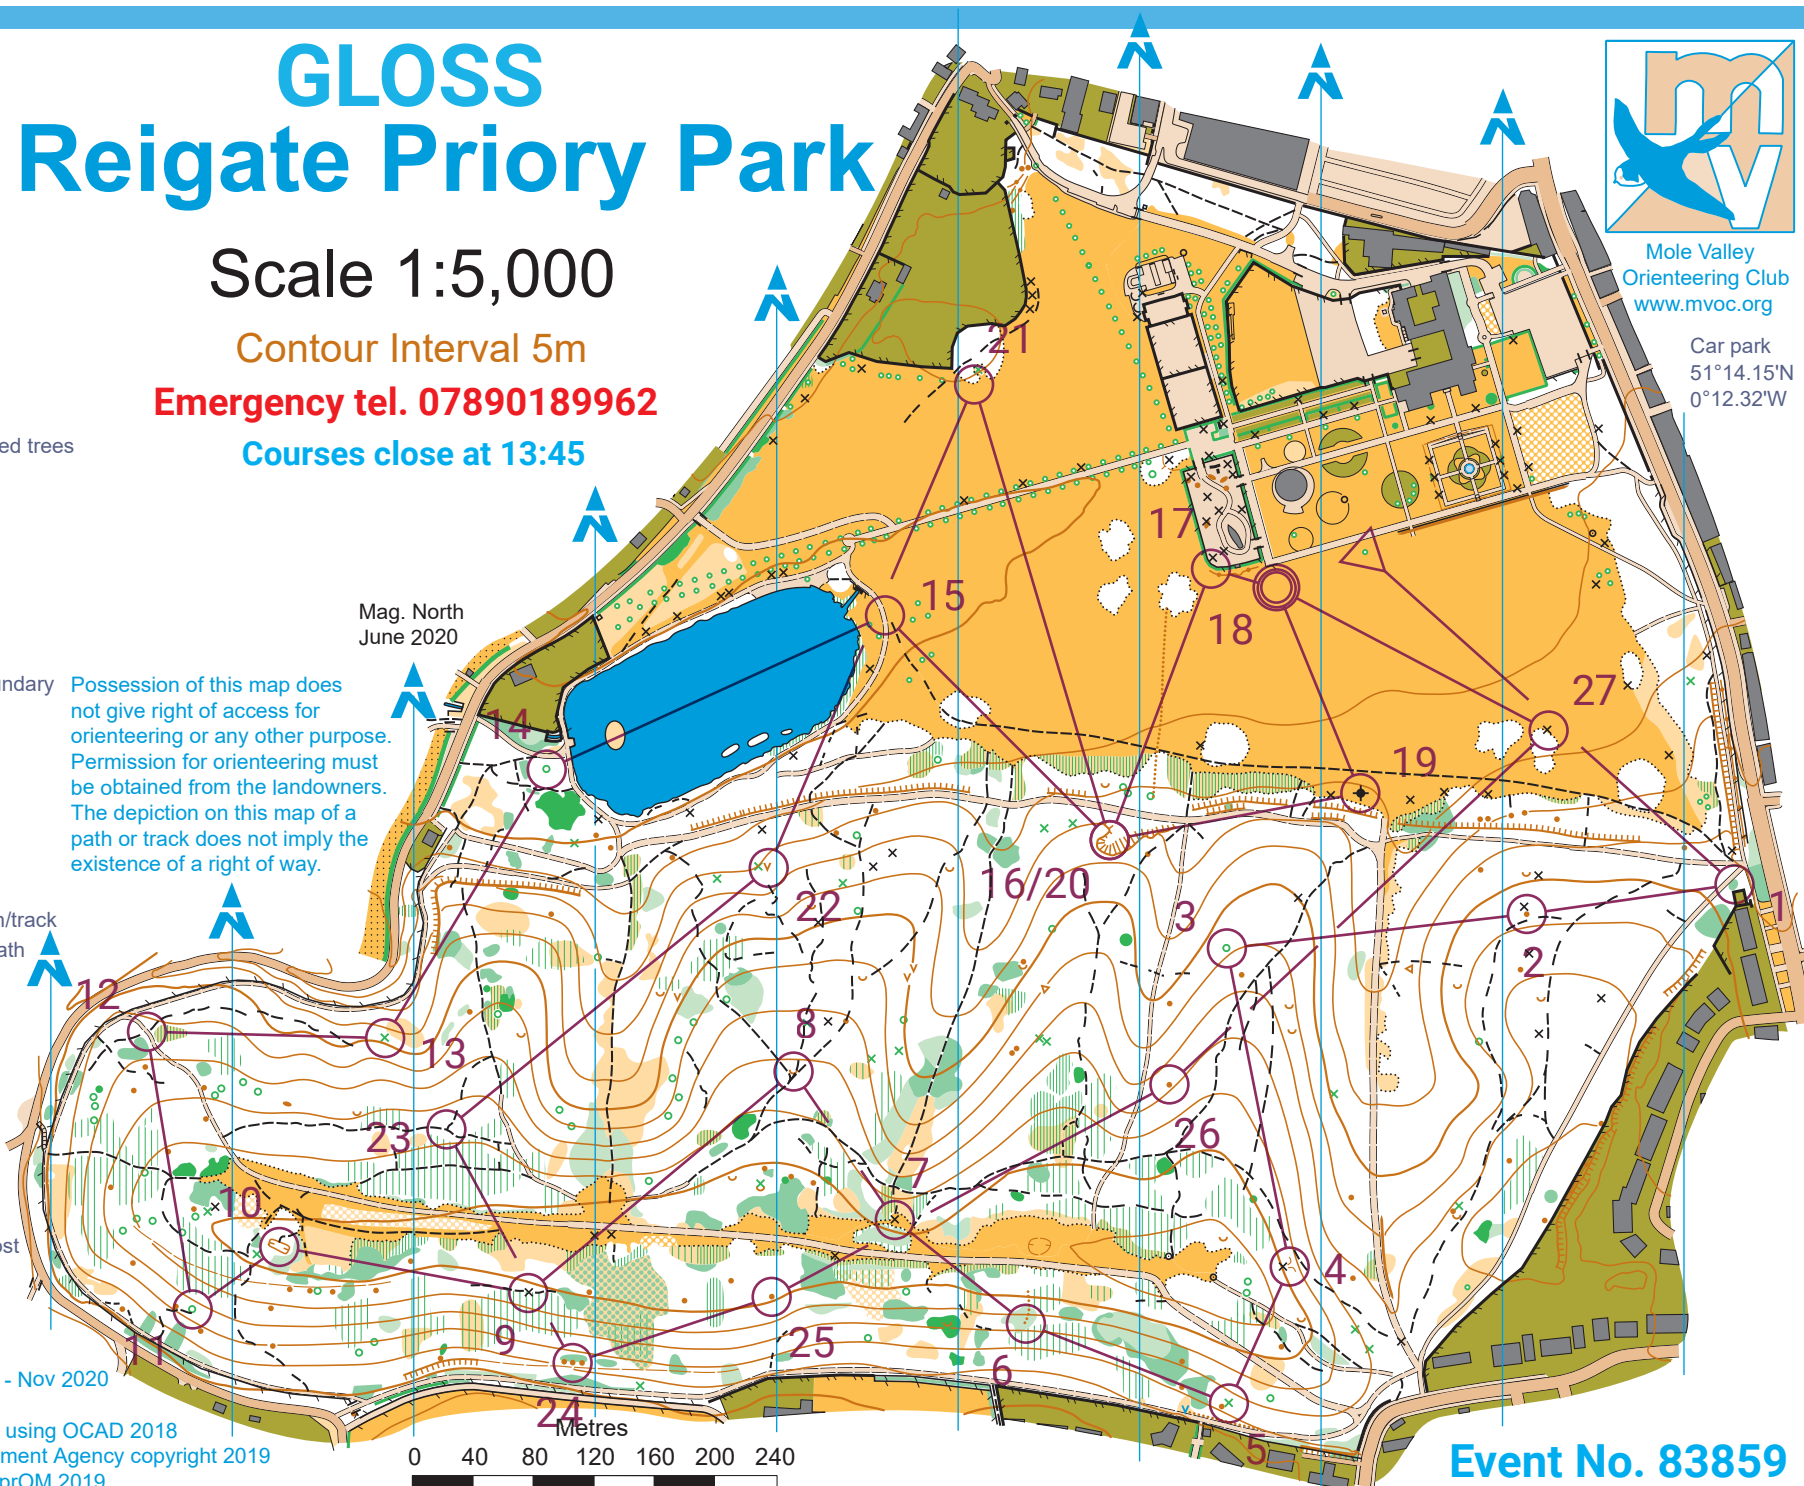 GLOSS
Reigate Priory Park
Scale 1:5,000
Contour Interval 5m
Emergency tel. 07890189962
Courses close at 13:45
mv
Mole Valley
Orienteering Club
www.mvoc.org
Car park
51°14.15'N
0°12.32'W
ed trees
Mag. North
June 2020
ndary
Possession of this map does
not give right of access for
orienteering or any other purpose.
Permission for orienteering must
be obtained from the landowners.
The depiction on this map of a
path or track does not imply the
existence of a right of way.
n/track
ath
ost
- Nov 2020
using OCAD 2018
ment Agency copyright 2019
prOM 2019
N
N
N
N
N
N
N
N
N
21
17
15
18
27
14
19
16/20
22
3
1
2
12
13
8
23
26
7
10
4
9
25
6
11
24
5
Metres
0 40 80 120 160 200 240
Event No. 83859